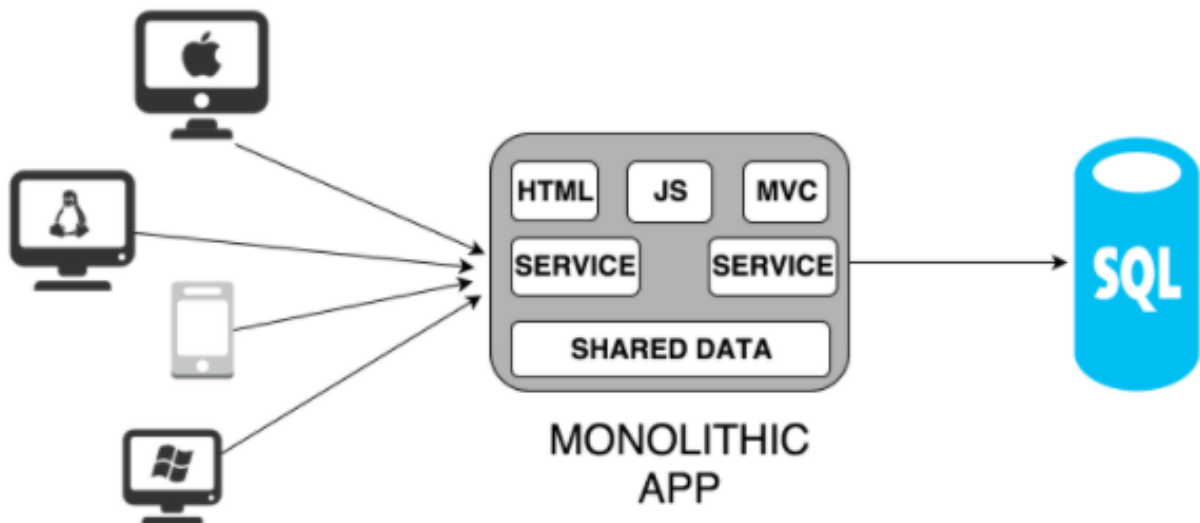 HTML
JS
MVC
SERVICE
SERVICE
SHARED DATA
MONOLITHIC
APP
SQL